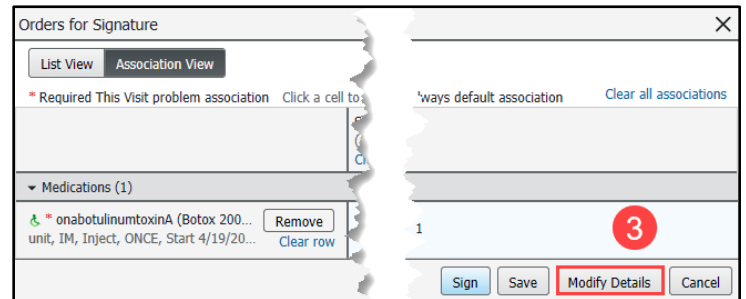 Orders for Signature
List View Association View
* Required This Visit problem association Click a cell to 'ways default association Clear all associations
Medications (1)
* onabotulinumtoxinA (Botox 200... Remove 1 3
unit, IM, Inject, ONCE, Start 4/19/20... Clear row
Sign Save Modify Details Cancel